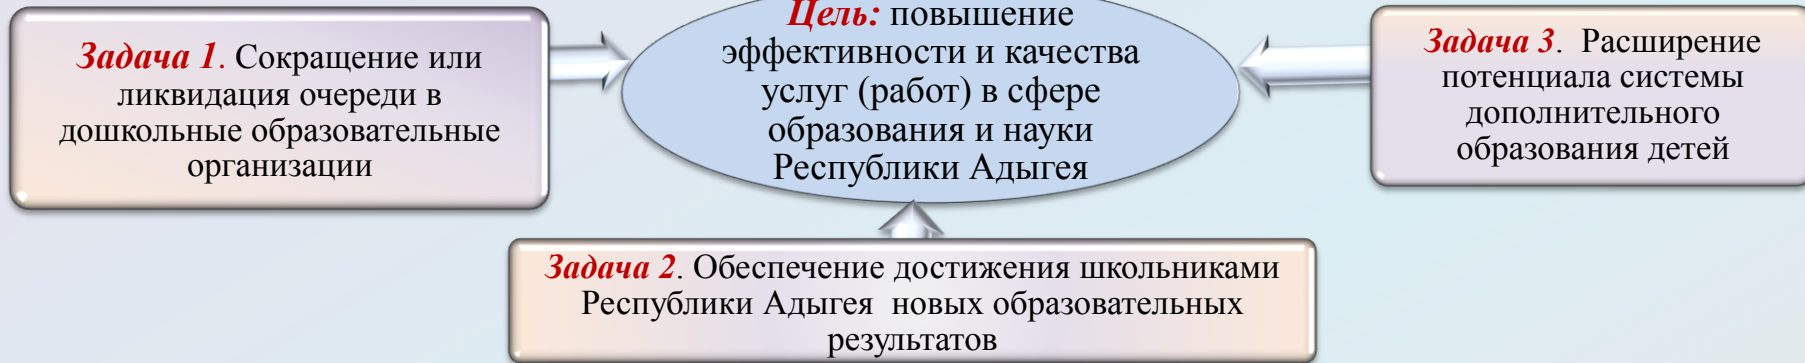 Задача 1. Сокращение или
ликвидация очереди в
дошкольные образовательные
организации
Цель: повышение
эффективности и качества
услуг (работ) в сфере
образования и науки
Республики Адыгея
Задача 3. Расширение
потенциала системы
дополнительного
образования детей
Задача 2. Обеспечение достижения школьниками
Республики Адыгея новых образовательных
результатов